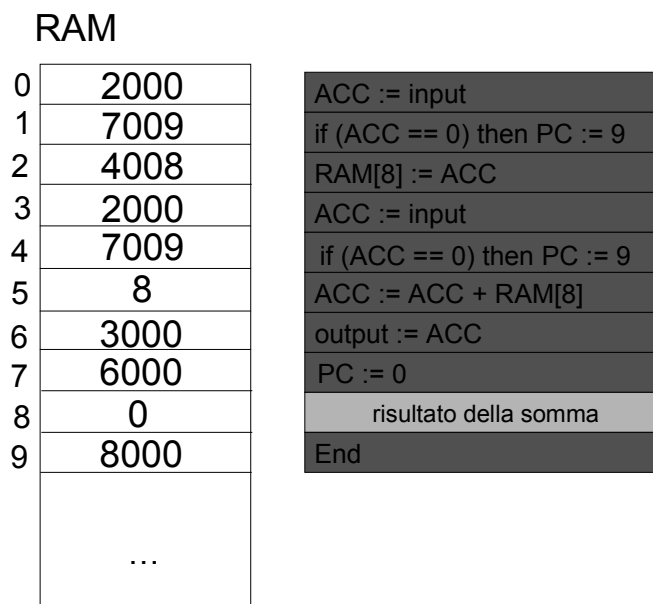 RAM
0 2000 ACC := input
1 7009 if (ACC == 0) then PC := 9
2 4008 RAM[8] := ACC
3 2000 ACC := input
4 7009 if (ACC == 0) then PC := 9
5 8 ACC := ACC + RAM[8]
6 3000 output := ACC
7 6000 PC := 0
8 0 risultato della somma
9 8000 End
...